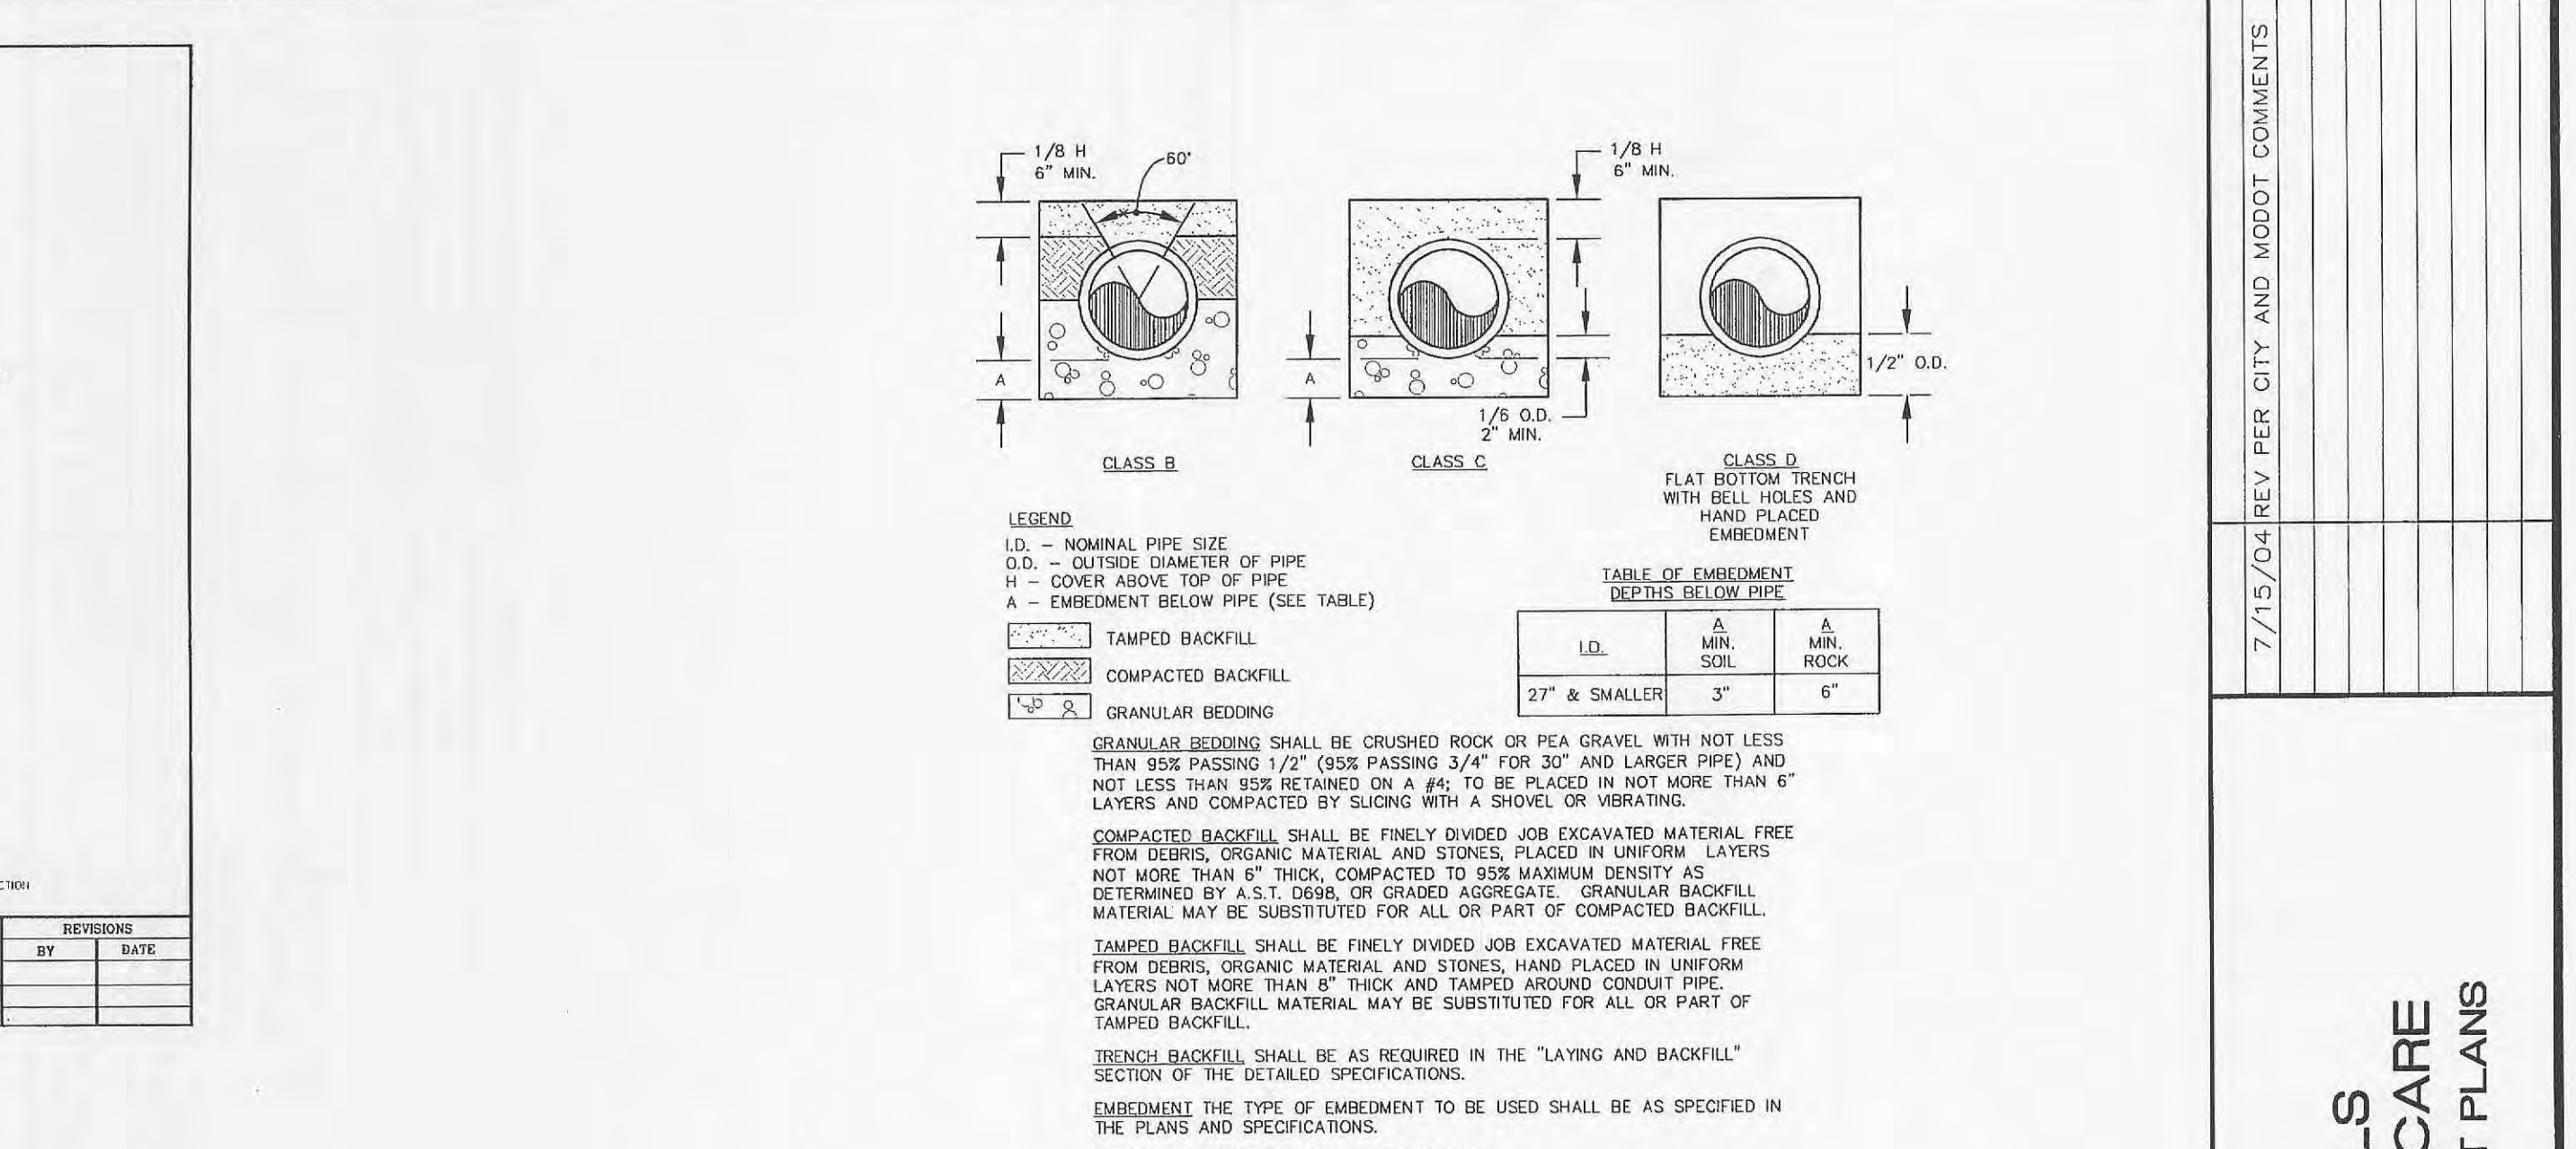 CTION
REVISIONS
BY DATE
1/8 H
6" MIN.
60°
A
CLASS B
1/8 H
6" MIN.
A
1/6 O.D.
2" MIN.
CLASS C
1/2" O.D.
CLASS D
FLAT BOTTOM TRENCH
WITH BELL HOLES AND
HAND PLACED
EMBEDMENT
LEGEND
I.D. – NOMINAL PIPE SIZE
O.D. – OUTSIDE DIAMETER OF PIPE
H – COVER ABOVE TOP OF PIPE
A – EMBEDMENT BELOW PIPE (SEE TABLE)
TAMPED BACKFILL
COMPACTED BACKFILL
GRANULAR BEDDING
TABLE OF EMBEDMENT
DEPTHS BELOW PIPE
I.D. A MIN. SOIL A MIN. ROCK
27" & SMALLER 3" 6"
GRANULAR BEDDING SHALL BE CRUSHED ROCK OR PEA GRAVEL WITH NOT LESS
THAN 95% PASSING 1/2" (95% PASSING 3/4" FOR 30" AND LARGER PIPE) AND
NOT LESS THAN 95% RETAINED ON A #4; TO BE PLACED IN NOT MORE THAN 6"
LAYERS AND COMPACTED BY SLICING WITH A SHOVEL OR VIBRATING.
COMPACTED BACKFILL SHALL BE FINELY DIVIDED JOB EXCAVATED MATERIAL FREE
FROM DEBRIS, ORGANIC MATERIAL AND STONES, PLACED IN UNIFORM LAYERS
NOT MORE THAN 6" THICK, COMPACTED TO 95% MAXIMUM DENSITY AS
DETERMINED BY A.S.T. D698, OR GRADED AGGREGATE. GRANULAR BACKFILL
MATERIAL MAY BE SUBSTITUTED FOR ALL OR PART OF COMPACTED BACKFILL.
TAMPED BACKFILL SHALL BE FINELY DIVIDED JOB EXCAVATED MATERIAL FREE
FROM DEBRIS, ORGANIC MATERIAL AND STONES, HAND PLACED IN UNIFORM
LAYERS NOT MORE THAN 8" THICK AND TAMPED AROUND CONDUIT PIPE.
GRANULAR BACKFILL MATERIAL MAY BE SUBSTITUTED FOR ALL OR PART OF
TAMPED BACKFILL.
TRENCH BACKFILL SHALL BE AS REQUIRED IN THE "LAYING AND BACKFILL"
SECTION OF THE DETAILED SPECIFICATIONS.
EMBEDMENT THE TYPE OF EMBEDMENT TO BE USED SHALL BE AS SPECIFIED IN
THE PLANS AND SPECIFICATIONS.
7/15/04 REV PER CITY AND MODOT COMMENTS
LS
CARE
T PLANS